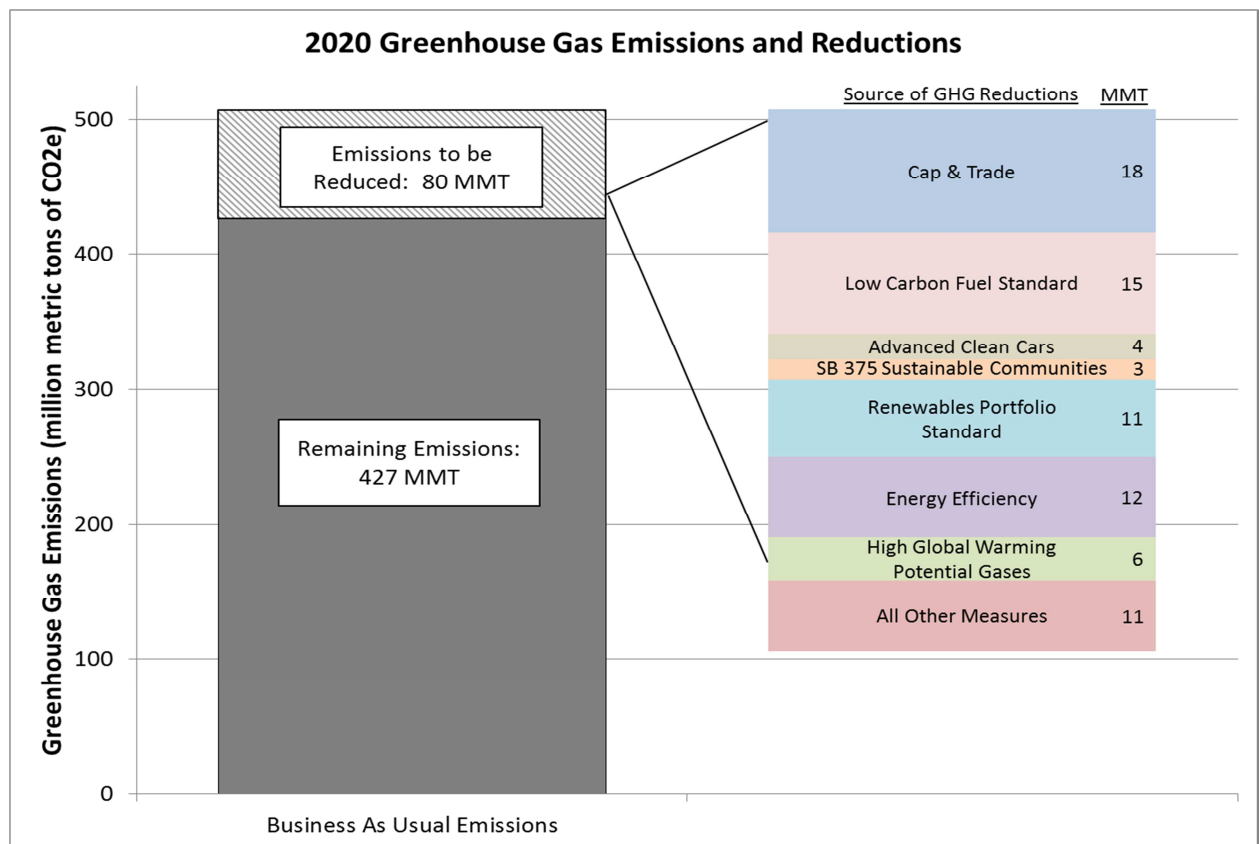 2020 Greenhouse Gas Emissions and Reductions
Greenhouse Gas Emissions (million metric tons of CO2e)
500
400
300
200
100
0
Emissions to be
Reduced: 80 MMT
Remaining Emissions:
427 MMT
Business As Usual Emissions
Source of GHG Reductions MMT
Cap & Trade 18
Low Carbon Fuel Standard 15
Advanced Clean Cars 4
SB 375 Sustainable Communities 3
Renewables Portfolio
Standard 11
Energy Efficiency 12
High Global Warming
Potential Gases 6
All Other Measures 11